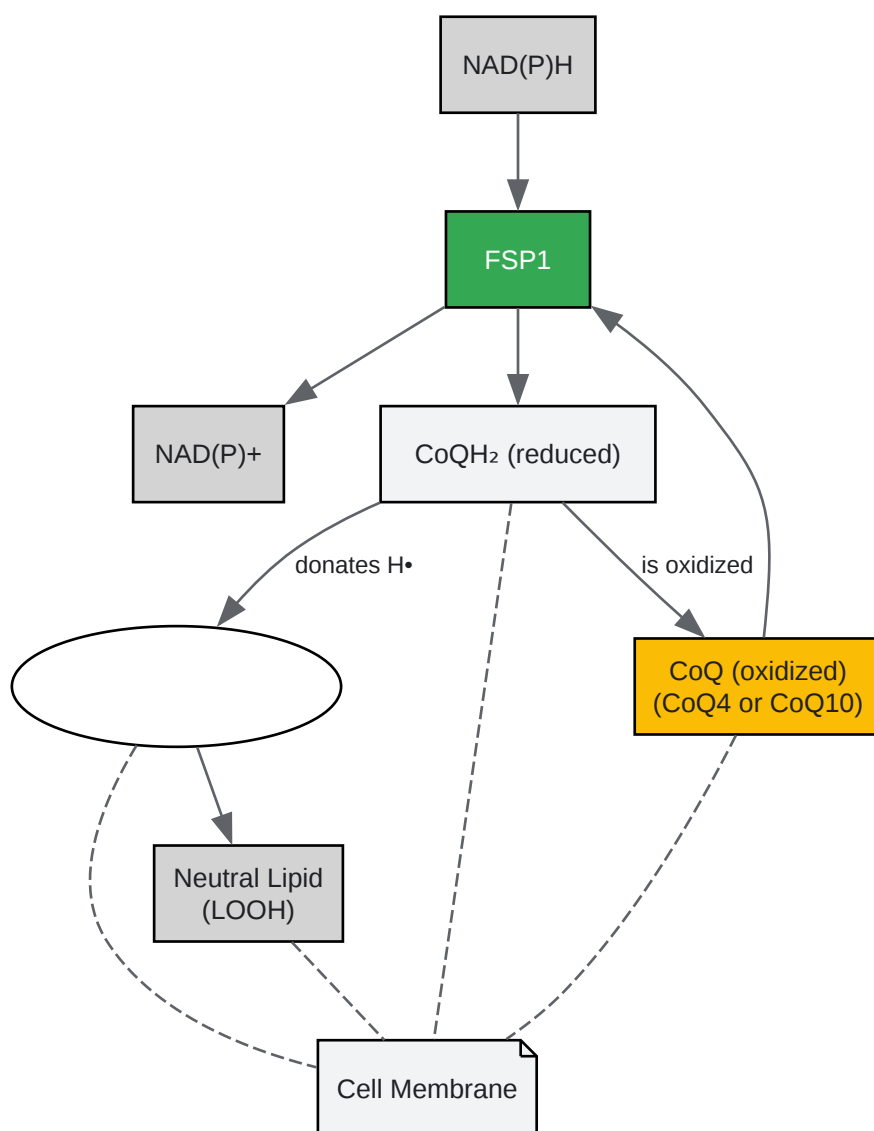 NAD(P)H
FSP1
NAD(P)+
CoQH₂ (reduced)
donates H•
is oxidized
CoQ (oxidized)
(CoQ4 or CoQ10)
Neutral Lipid
(LOOH)
Cell Membrane